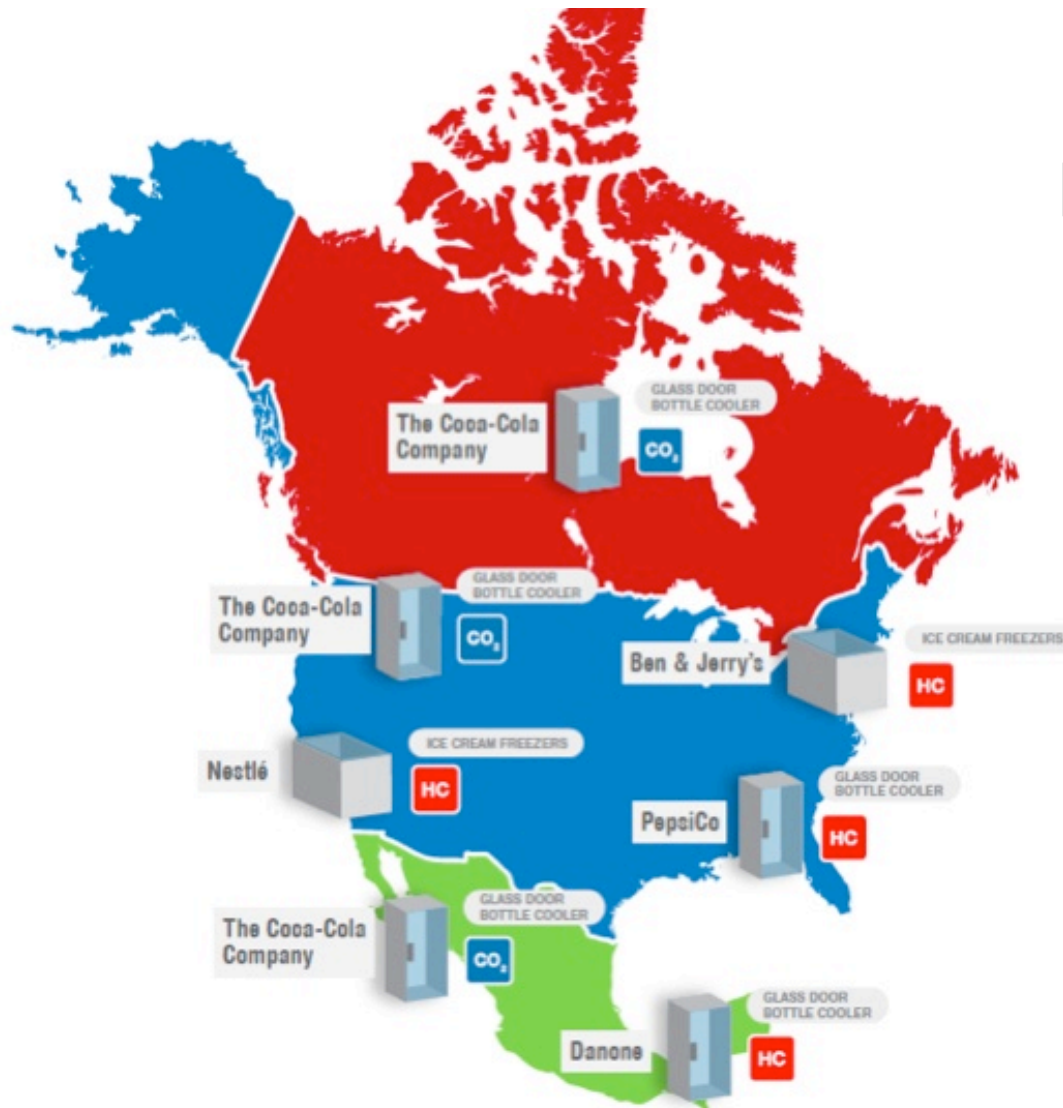 GLASS DOOR
BOTTLE COOLER
The Coca-Cola
Company
CO₂
GLASS DOOR
BOTTLE COOLER
The Coca-Cola
Company
CO₂
ICE CREAM FREEZERS
Ben & Jerry's
HC
ICE CREAM FREEZERS
Nestlé
HC
GLASS DOOR
BOTTLE COOLER
PepsiCo
HC
GLASS DOOR
BOTTLE COOLER
The Coca-Cola
Company
CO₂
GLASS DOOR
BOTTLE COOLER
Danone
HC